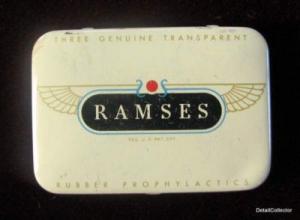 THREE GENUINE TRANSPARENT
RAMSES
REG. U.S. PAT. OFF.
RUBBER PROPHYLACTICS
DetailCollector